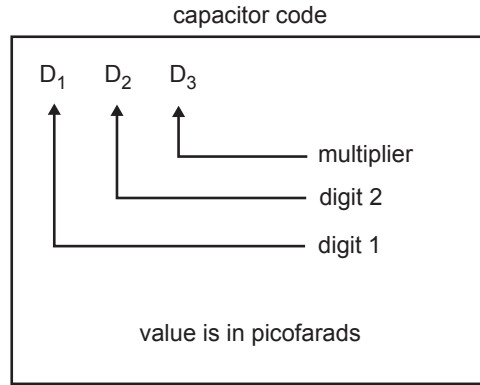 capacitor code
D1 D2 D3
multiplier
digit 2
digit 1
value is in picofarads